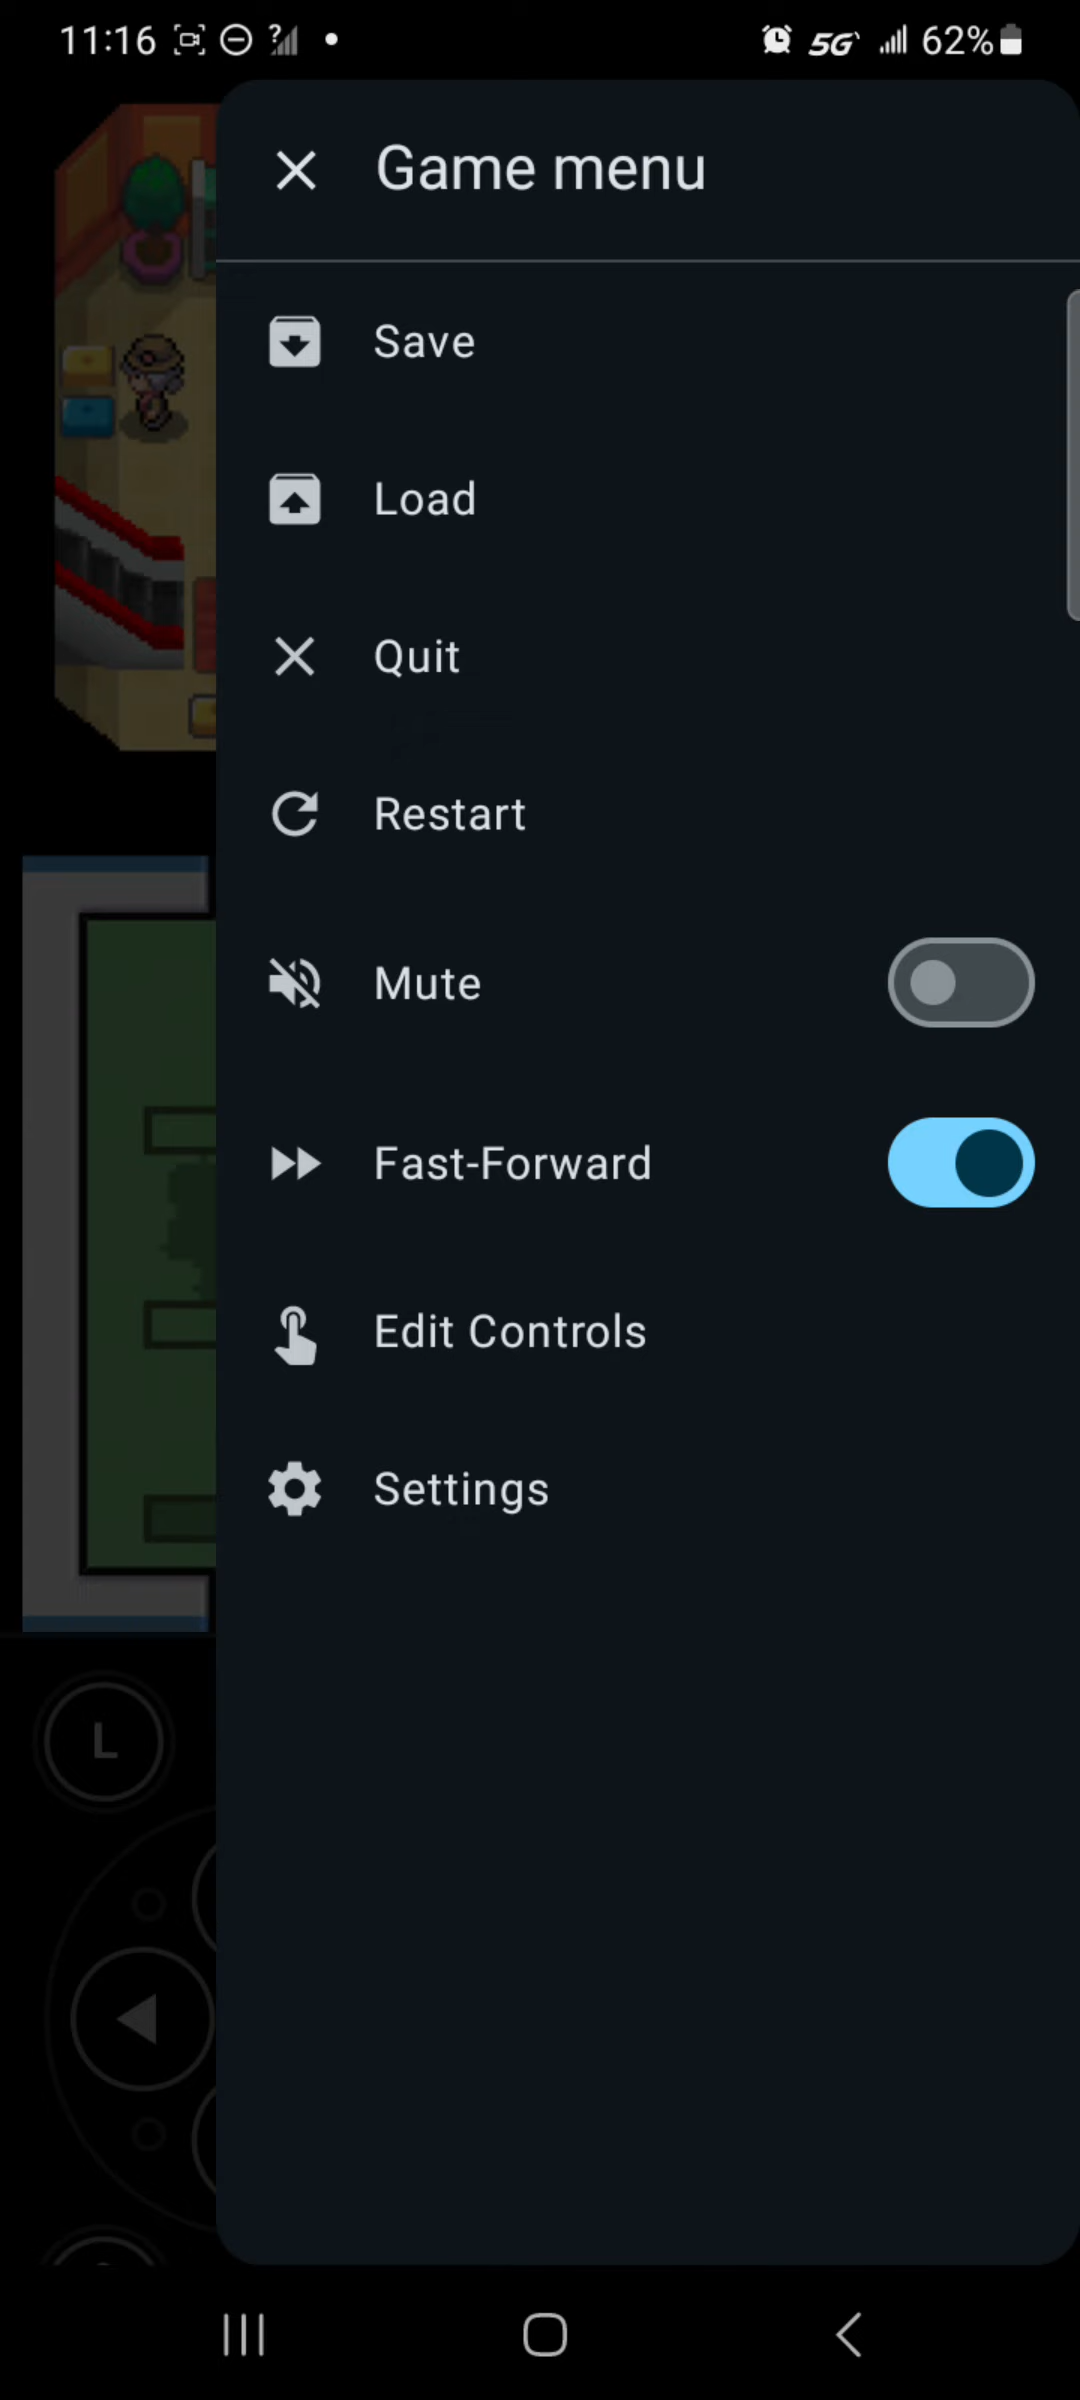 11:16 ? 5G 62%
Game menu
Save
Load
Quit
Restart
Mute
Fast-Forward
Edit Controls
Settings
L